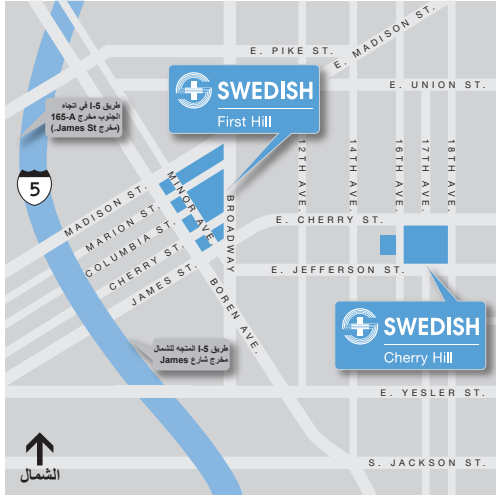 E. PIKE ST.
E. MADISON ST.
E. UNION ST.
SWEDISH
First Hill
طريق I-5 في اتجاه
الجنوب مخرج 165-A
(مخرج James St.)
5
12TH AVE.
14TH AVE.
16TH AVE.
17TH AVE.
18TH AVE.
MADISON ST.
MARION ST.
COLUMBIA ST.
CHERRY ST.
JAMES ST.
MINOR AVE.
BROADWAY
BOREN AVE.
E. CHERRY ST.
E. JEFFERSON ST.
SWEDISH
Cherry Hill
طريق I-5 المتجه للشمال
مخرج شارع James
E. YESLER ST.
S. JACKSON ST.
الشمال